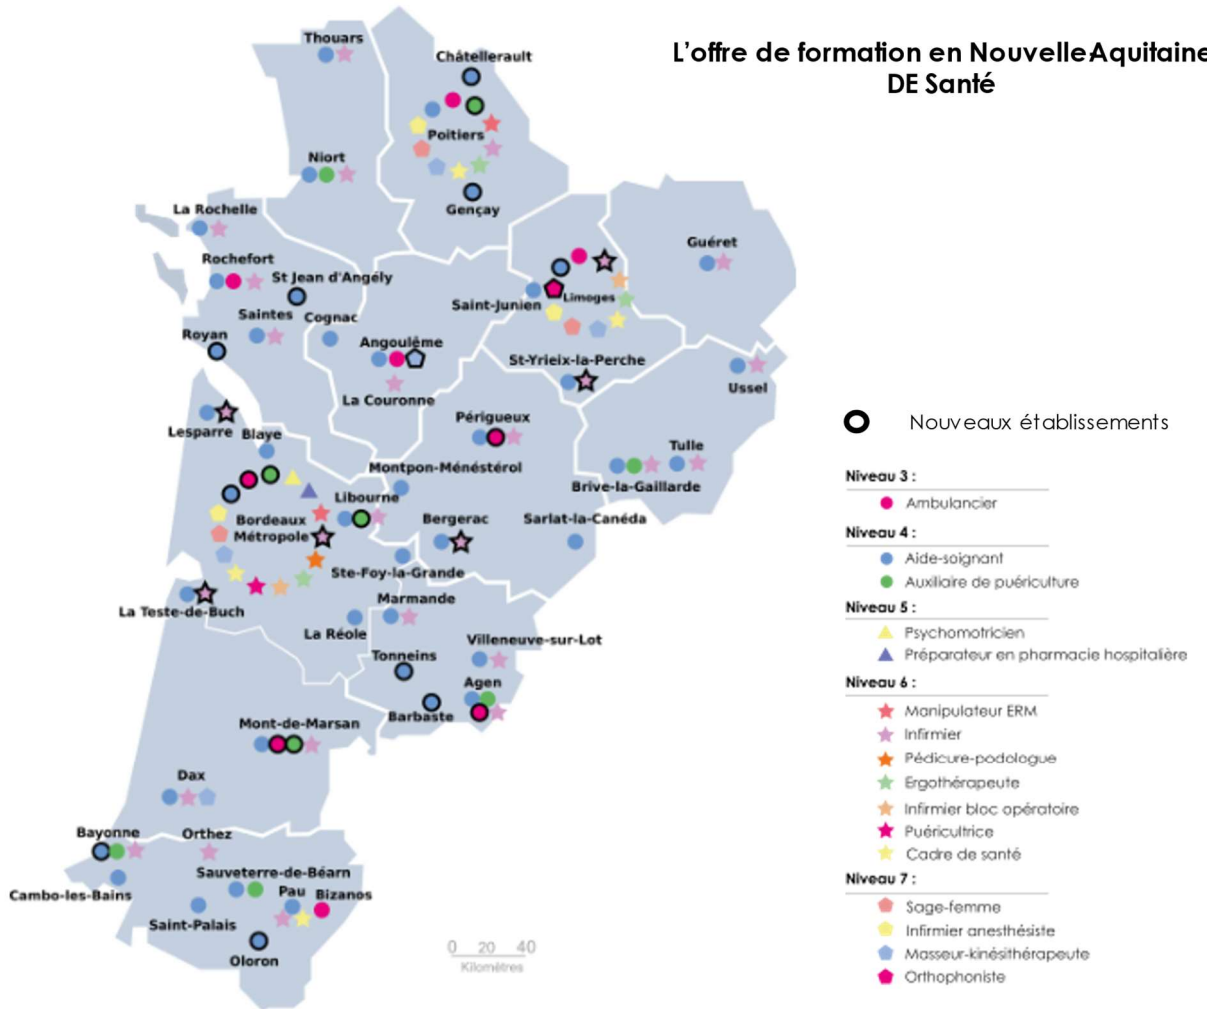 L'offre de formation en NouvelleAquitaine
DE Santé
Thouars
Châtellerault
Poitiers
Niort
Gençay
La Rochelle
Guéret
Rochefort
St Jean d'Angély
Saint-Junien
Limoges
Saintes
Cognac
Royan
Angoulême
St-Yrieix-la-Perche
Ussel
La Couronne
Périgueux
Lesparre
Blaye
Tulle
Montpon-Ménéstérol
Brive-la-Gaillarde
Libourne
Bordeaux
Métropole
Bergerac
Sarlat-la-Canéda
Ste-Foy-la-Grande
La Teste-de-Buch
Marmande
La Réole
Villeneuve-sur-Lot
Tonneins
Agen
Barbaste
Mont-de-Marsan
Dax
Bayonne
Orthez
Sauveterre-de-Béarn
Cambo-les-Bains
Pau
Bizanos
Saint-Palais
Oloron
0 20 40
Kilomètres
Nouveaux établissements
Niveau 3 :
Ambulancier
Niveau 4 :
Aide-soignant
Auxiliaire de puériculture
Niveau 5 :
Psychomotricien
Préparateur en pharmacie hospitalière
Niveau 6 :
Manipulateur ERM
Infirmier
Pédicure-podologue
Ergothérapeute
Infirmier bloc opératoire
Puéricultrice
Cadre de santé
Niveau 7 :
Sage-femme
Infirmier anesthésiste
Masseur-kinésithérapeute
Orthophoniste